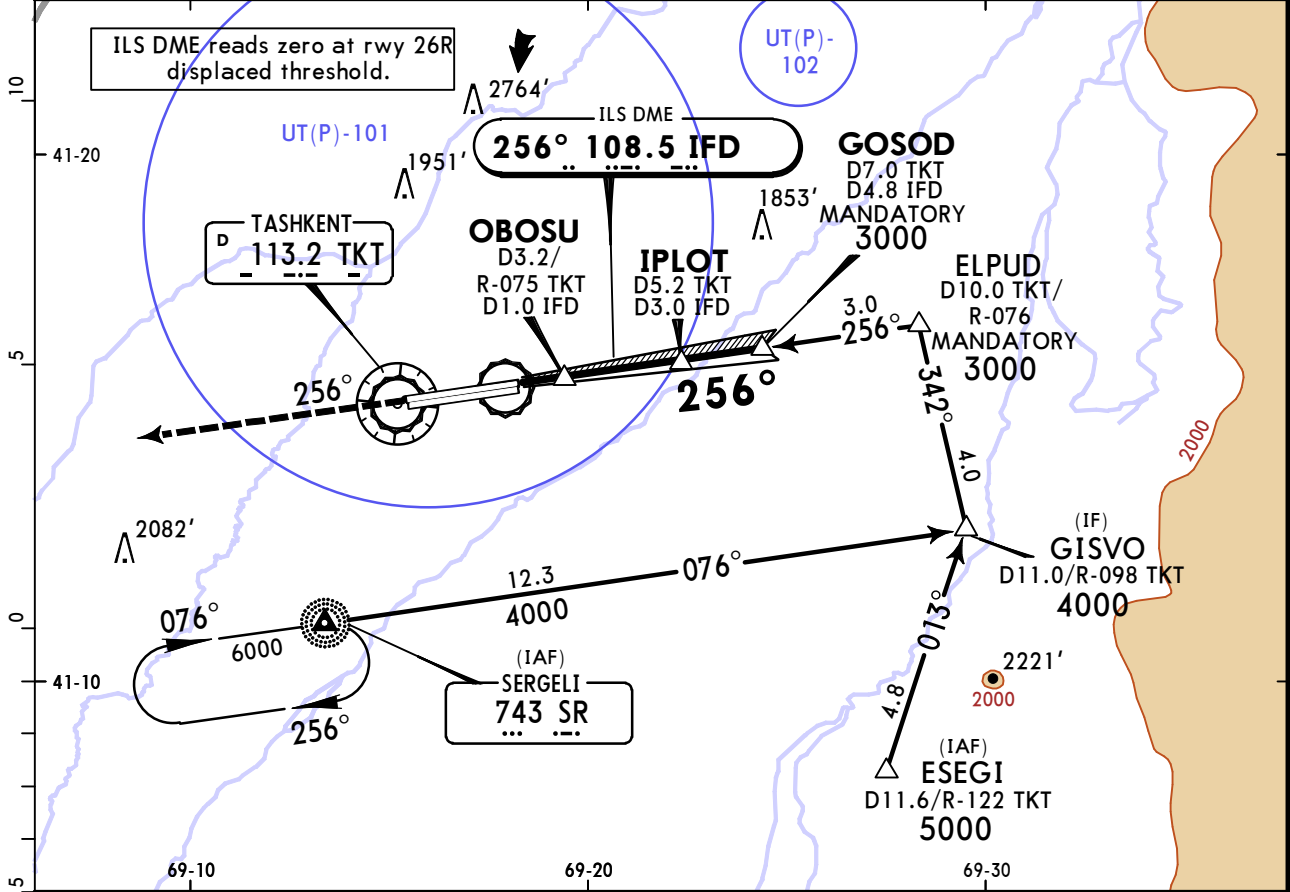 ILS DME reads zero at rwy 26R
displaced threshold.
UT(P)-
102
2764'
ILS DME
256° 108.5 IFD
UT(P)-101
1951'
GOSOD
D7.0 TKT
D4.8 IFD
MANDATORY
3000
1853'
10
41-20
TASHKENT
D
113.2 TKT
OBOSU
D3.2/
R-075 TKT
D1.0 IFD
IPLOT
D5.2 TKT
D3.0 IFD
ELPUD
D10.0 TKT/
R-076
MANDATORY
3000
3.0
256°
5
256°
256°
342°
4.0
2000
2082'
(IF)
GISVO
D11.0/R-098 TKT
4000
12.3
4000
076°
0
076°
6000
256°
013°
4.8
(IAF)
SERGELI
743 SR
2221'
2000
41-10
(IAF)
ESEGI
D11.6/R-122 TKT
5000
5
69-10
69-20
69-30